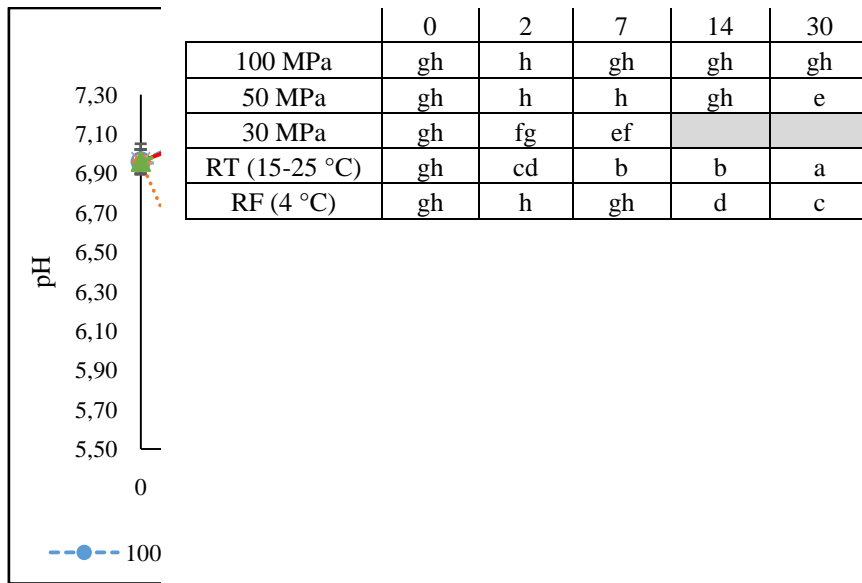 0 2 7 14 30
100 MPa gh h gh gh gh
50 MPa gh h h gh e
30 MPa gh fg ef
RT (15-25 °C) gh cd b b a
RF (4 °C) gh h gh d c
7,30
7,10
6,90
6,70
6,50
6,30
6,10
5,90
5,70
5,50
pH
0
100